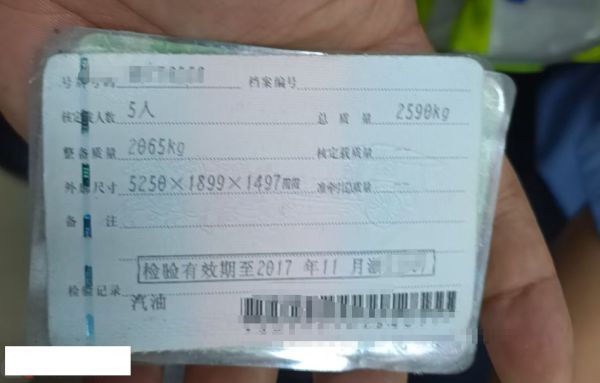 号牌号码 档案编号
核定载人数 5人 总质量 2590kg
整备质量 2065kg 核定载质量 --
外廓尺寸 5250×1899×1497mm 准牵引总质量 --
备注
检验有效期至2017年11月
检验记录
汽油